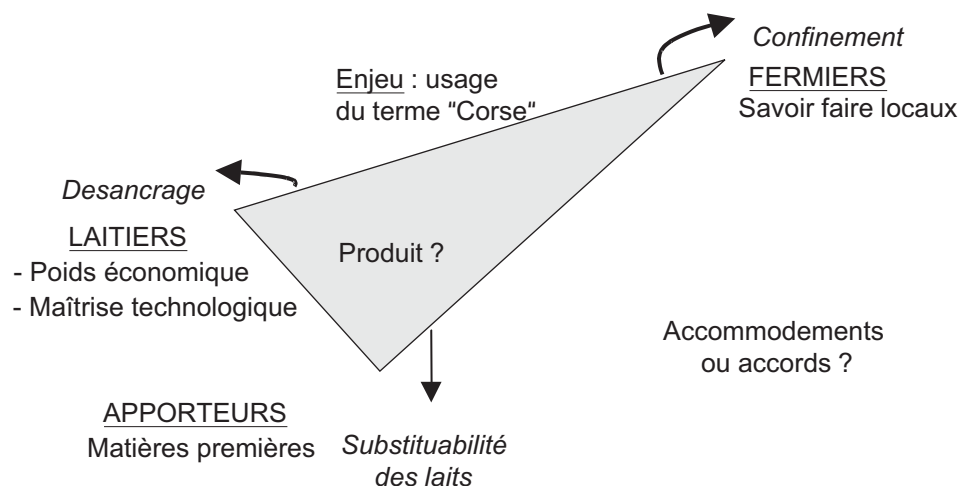 Confinement
FERMIERS
Savoir faire locaux
Enjeu : usage
du terme "Corse"
Desancrage
LAITIERS
- Poids économique
- Maîtrise technologique
Produit ?
Accommodements
ou accords ?
APPORTEURS
Matières premières
Substituabilité
des laits